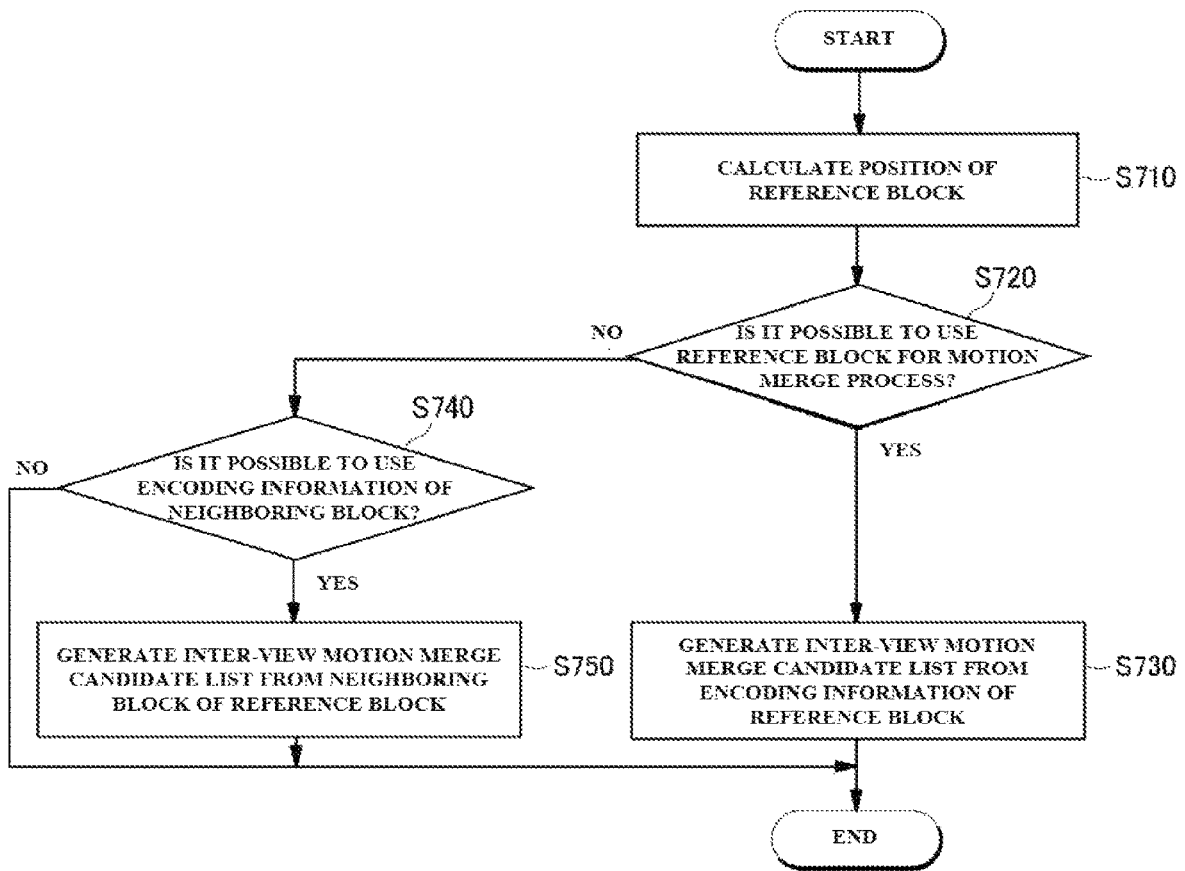 START
CALCULATE POSITION OF
REFERENCE BLOCK
S710
S720
IS IT POSSIBLE TO USE
REFERENCE BLOCK FOR MOTION
MERGE PROCESS?
NO
YES
S740
IS IT POSSIBLE TO USE
ENCODING INFORMATION OF
NEIGHBORING BLOCK?
NO
YES
GENERATE INTER-VIEW MOTION MERGE
CANDIDATE LIST FROM NEIGHBORING
BLOCK OF REFERENCE BLOCK
S750
GENERATE INTER-VIEW MOTION
MERGE CANDIDATE LIST FROM
ENCODING INFORMATION OF
REFERENCE BLOCK
S730
END